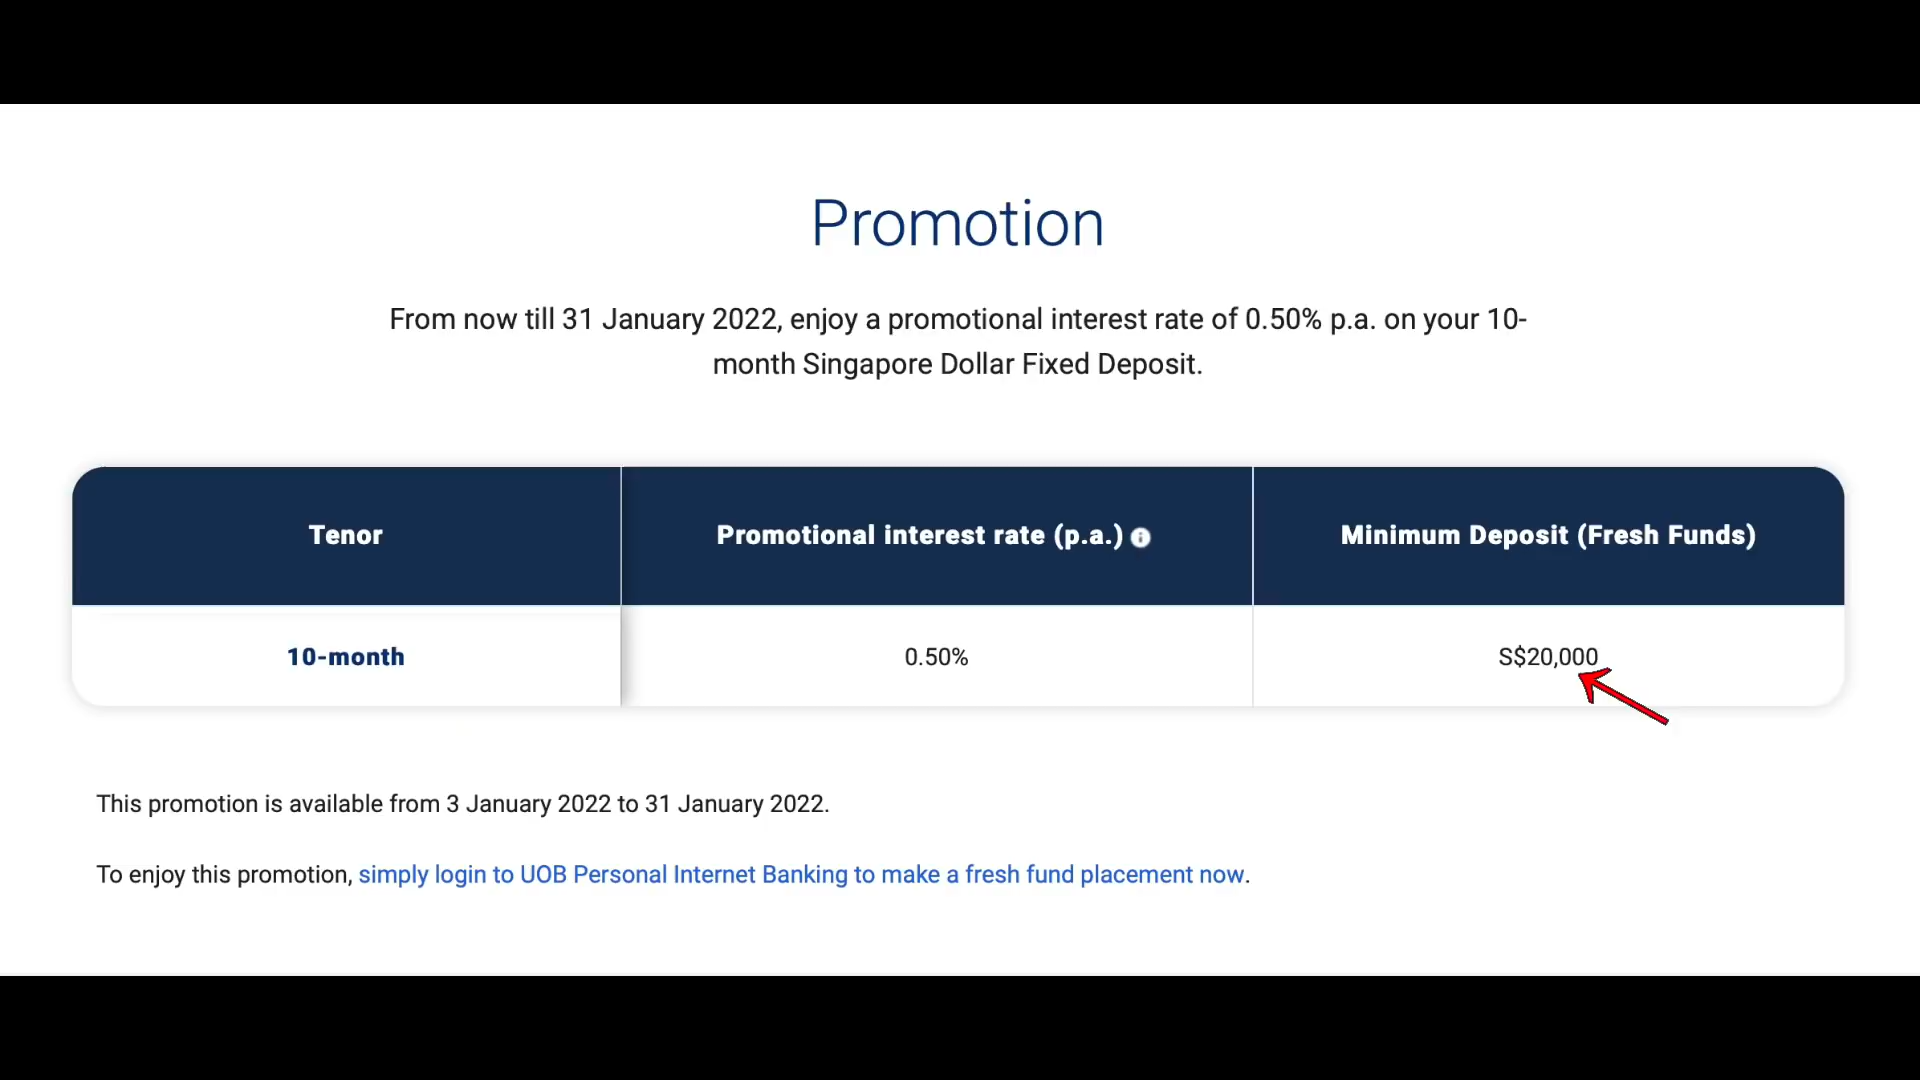 Promotion
From now till 31 January 2022, enjoy a promotional interest rate of 0.50% p.a. on your 10-
month Singapore Dollar Fixed Deposit.
Tenor
Promotional interest rate (p.a.)
Minimum Deposit (Fresh Funds)
10-month
0.50%
S$20,000
This promotion is available from 3 January 2022 to 31 January 2022.
To enjoy this promotion, simply login to UOB Personal Internet Banking to make a fresh fund placement now.